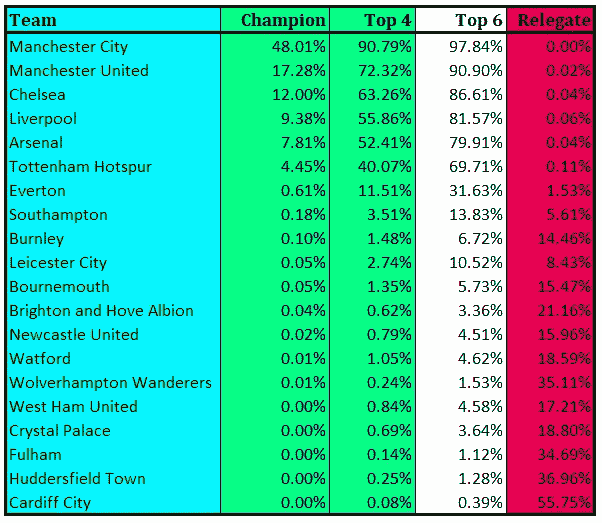 Team Champion Top 4 Top 6 Relegate
Manchester City 48.01% 90.79% 97.84% 0.00%
Manchester United 17.28% 72.32% 90.90% 0.02%
Chelsea 12.00% 63.26% 86.61% 0.04%
Liverpool 9.38% 55.86% 81.57% 0.06%
Arsenal 7.81% 52.41% 79.91% 0.04%
Tottenham Hotspur 4.45% 40.07% 69.71% 0.11%
Everton 0.61% 11.51% 31.63% 1.53%
Southampton 0.18% 3.51% 13.83% 5.61%
Burnley 0.10% 1.48% 6.72% 14.46%
Leicester City 0.05% 2.74% 10.52% 8.43%
Bournemouth 0.05% 1.35% 5.73% 15.47%
Brighton and Hove Albion 0.04% 0.62% 3.36% 21.16%
Newcastle United 0.02% 0.79% 4.51% 15.96%
Watford 0.01% 1.05% 4.62% 18.59%
Wolverhampton Wanderers 0.01% 0.24% 1.53% 35.11%
West Ham United 0.00% 0.84% 4.58% 17.21%
Crystal Palace 0.00% 0.69% 3.64% 18.80%
Fulham 0.00% 0.14% 1.12% 34.69%
Huddersfield Town 0.00% 0.25% 1.28% 36.96%
Cardiff City 0.00% 0.08% 0.39% 55.75%